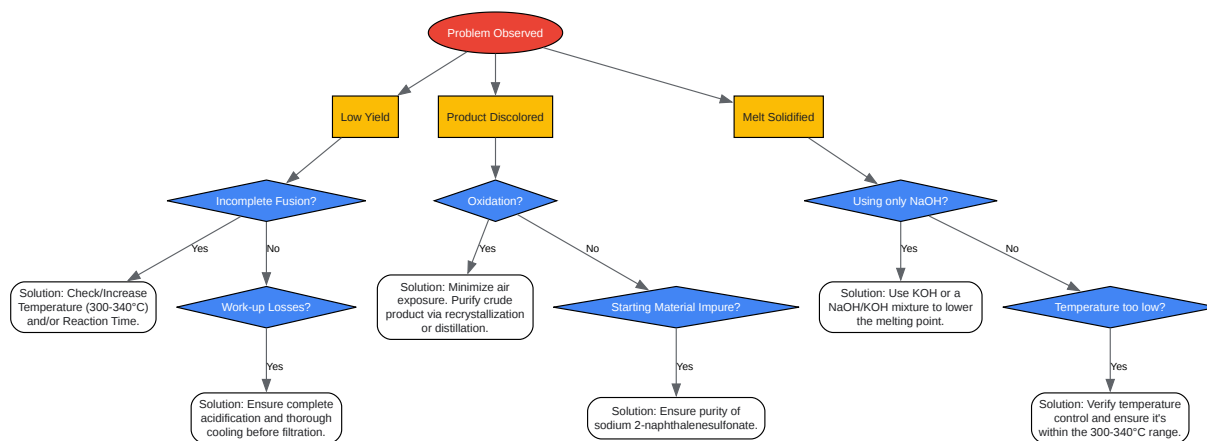 Problem Observed
Low Yield
Product Discolored
Melt Solidified
Incomplete Fusion?
Oxidation?
Using only NaOH?
Yes
No
Yes
No
Yes
No
Solution: Check/Increase
Temperature (300-340°C)
and/or Reaction Time.
Work-up Losses?
Solution: Minimize air
exposure. Purify crude
product via recrystallization
or distillation.
Starting Material Impure?
Solution: Use KOH or a
NaOH/KOH mixture to lower
the melting point.
Temperature too low?
Yes
Yes
Yes
Solution: Ensure complete
acidification and thorough
cooling before filtration.
Solution: Ensure purity of
sodium 2-naphthalenesulfonate.
Solution: Verify temperature
control and ensure it's
within the 300-340°C range.